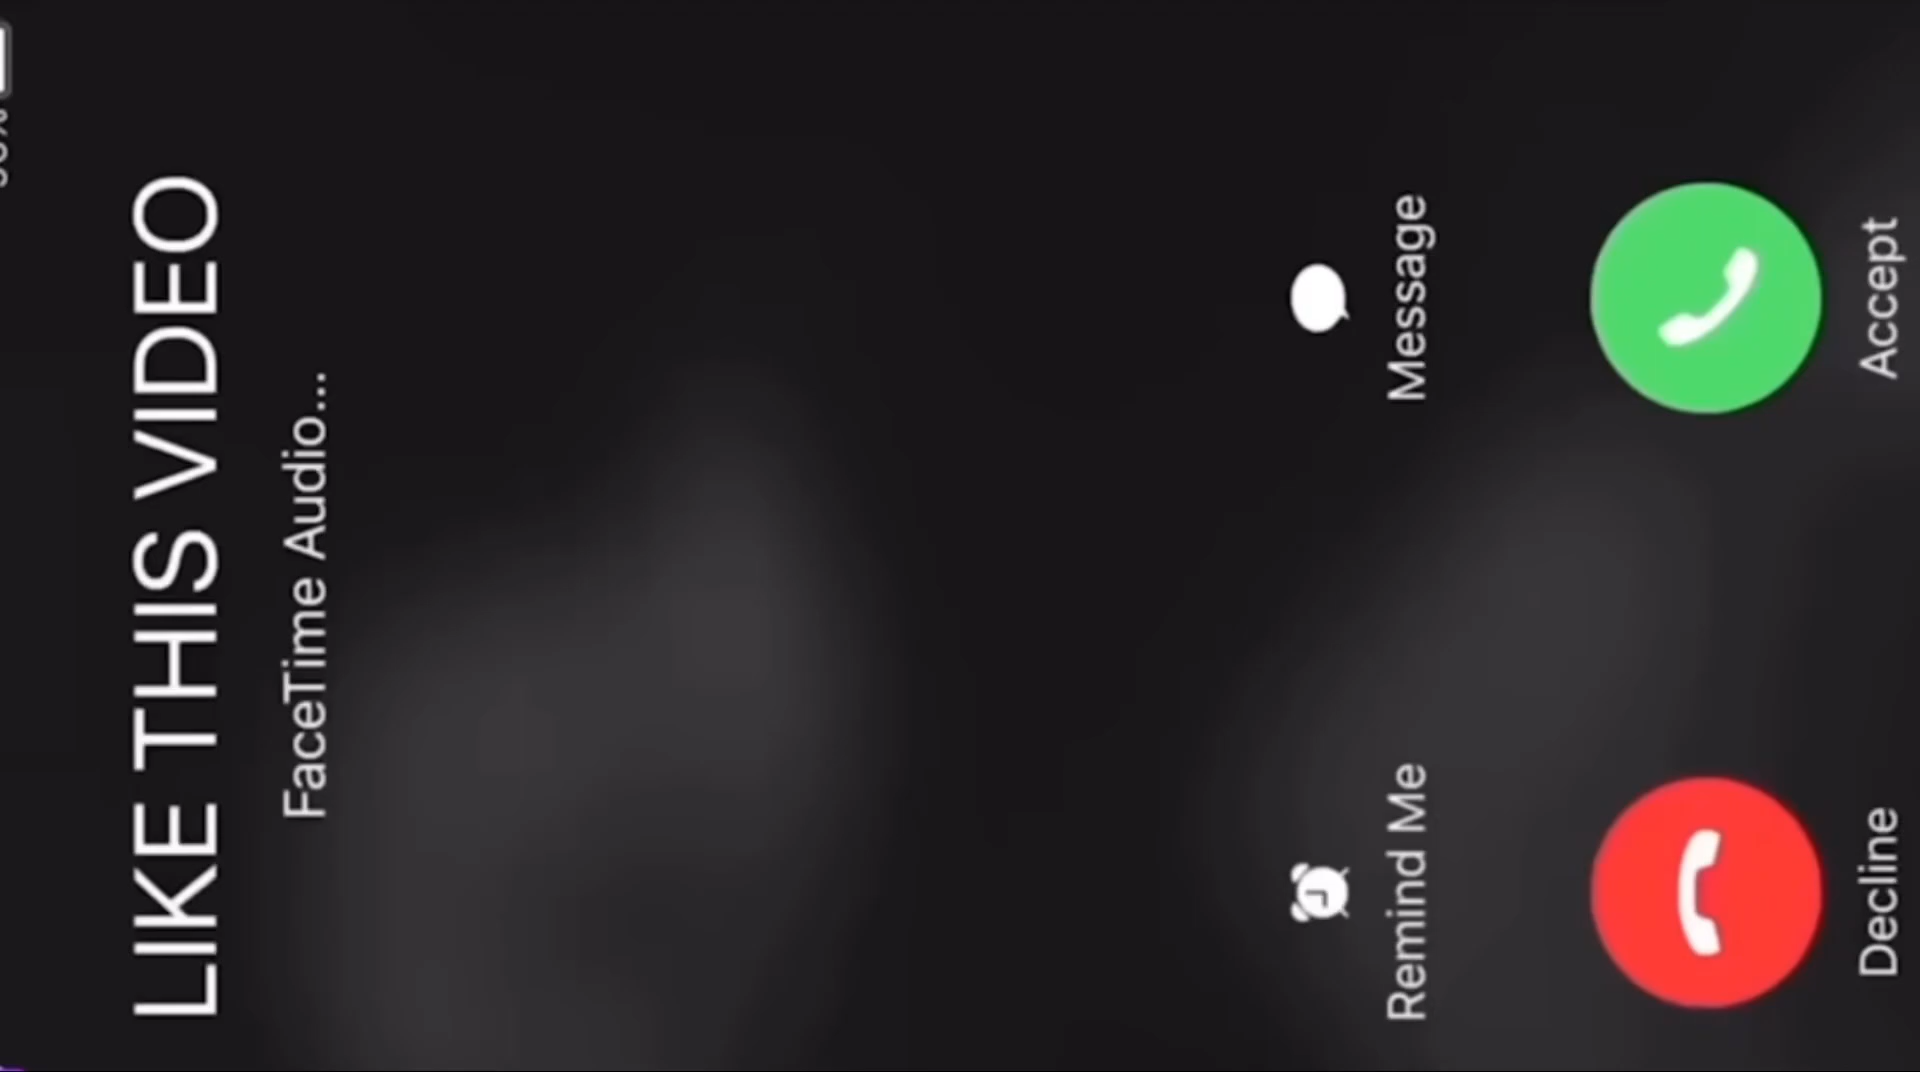 LIKE THIS VIDEO
FaceTime Audio...
Remind Me
Message
Decline
Accept